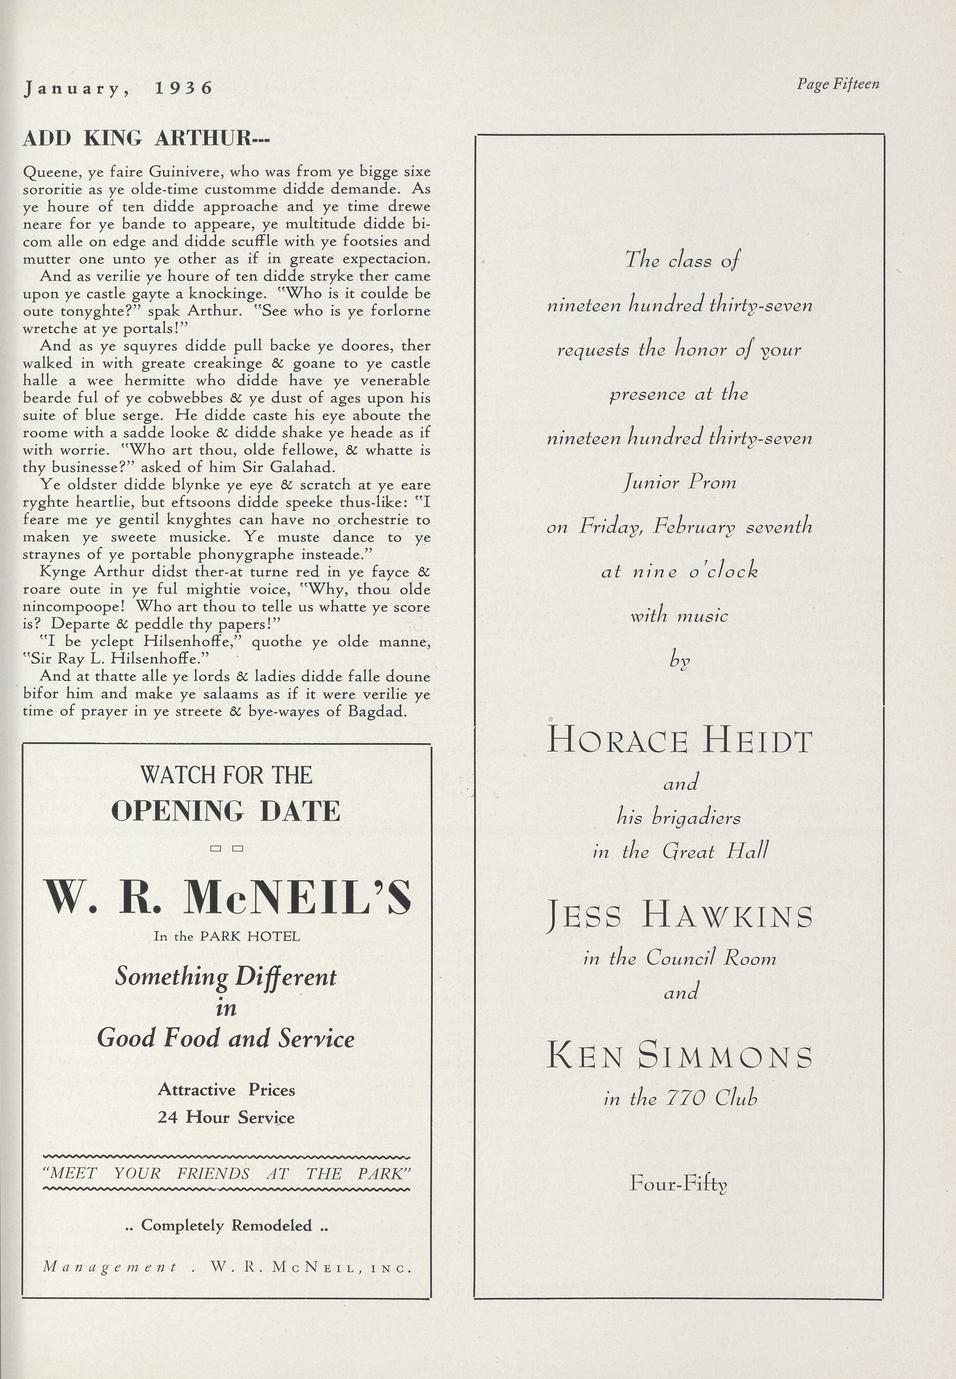 January, 1936
Page Fifteen
ADD KING ARTHUR---
Queene, ye faire Guinivere, who was from ye bigge sixe
sororitie as ye olde-time customme didde demande. As
ye houre of ten didde approache and ye time drewe
neare for ye bande to appeare, ye multitude didde bi-
com alle on edge and didde scuffle with ye footsies and
mutter one unto ye other as if in greate expectacion.
And as verilie ye houre of ten didde stryke ther came
upon ye castle gayte a knockinge. "Who is it coulde be
oute tonyghte?" spak Arthur. "See who is ye forlorne
wretche at ye portals!"
And as ye squyres didde pull backe ye doores, ther
walked in with greate creakinge & goane to ye castle
halle a wee hermitte who didde have ye venerable
bearde ful of ye cobwebbes & ye dust of ages upon his
suite of blue serge. He didde caste his eye aboute the
roome with a sadde looke & didde shake ye heade as if
with worrie. "Who art thou, olde fellowe, & whatte is
thy businesse?" asked of him Sir Galahad.
Ye oldster didde blynke ye eye & scratch at ye eare
ryghte heartlie, but eftsoons didde speeke thus-like: "I
feare me ye gentil knyghtes can have no orchestrie to
maken ye sweete musicke. Ye muste dance to ye
straynes of ye portable phonygraphe insteade."
Kynge Arthur didst ther-at turne red in ye fayce &
roare oute in ye ful mightie voice, "Why, thou olde
nincompoope! Who art thou to telle us whatte ye score
is? Departe & peddle thy papers!"
"I be yclept Hilsenhoffe," quothe ye olde manne,
"Sir Ray L. Hilsenhoffe."
And at thatte alle ye lords & ladies didde falle doune
bifor him and make ye salaams as if it were verilie ye
time of prayer in ye streete & bye-wayes of Bagdad.
WATCH FOR THE
OPENING DATE
W. R. McNEIL'S
In the PARK HOTEL
Something Different
in
Good Food and Service
Attractive Prices
24 Hour Service
"MEET YOUR FRIENDS AT THE PARK"
.. Completely Remodeled ..
Management . W. R. McNeil, INC.
The class of
nineteen hundred thirty-seven
requests the honor of your
presence at the
nineteen hundred thirty-seven
Junior Prom
on Friday, February seventh
at nine o'clock
with music
by
HORACE HEIDT
and
his brigadiers
in the Great Hall
JESS HAWKINS
in the Council Room
and
KEN SIMMONS
in the 770 Club
Four-Fifty